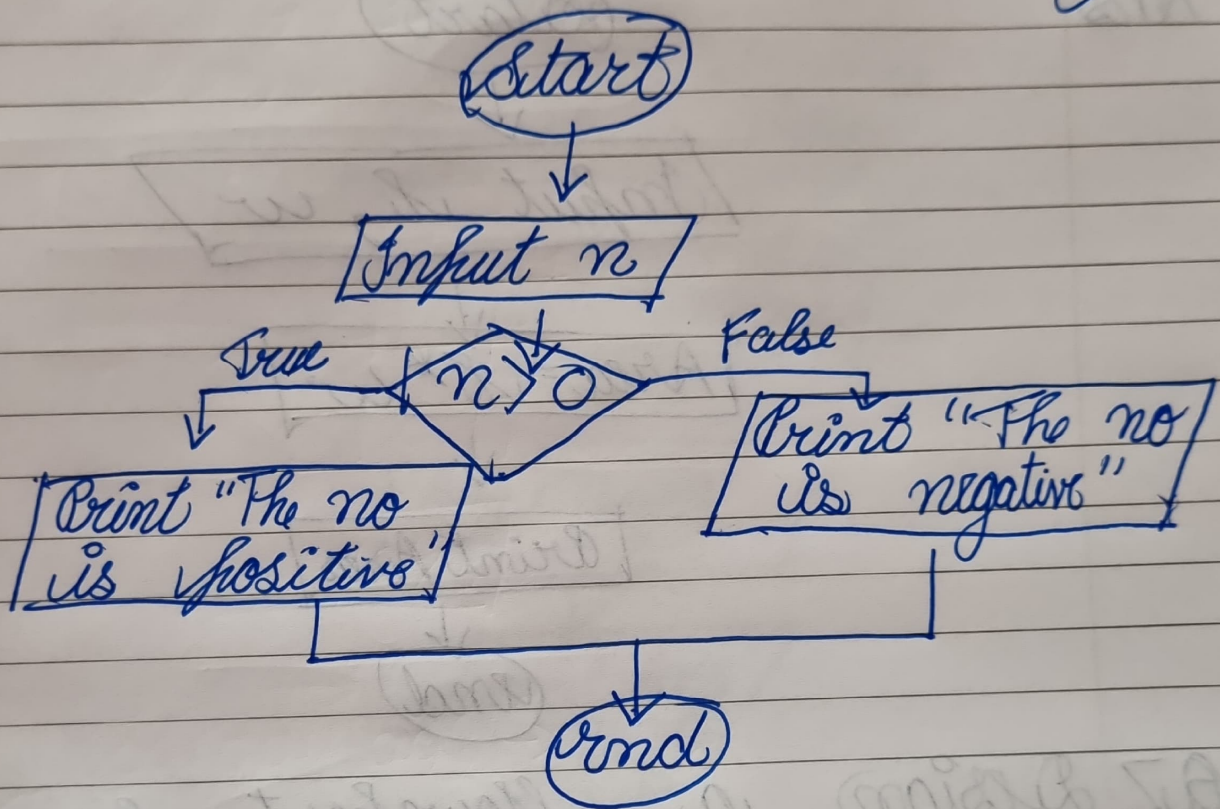 Start
Input n
True
n > 0
False
Print "The no
is positive"
Print "The no
is negative"
End